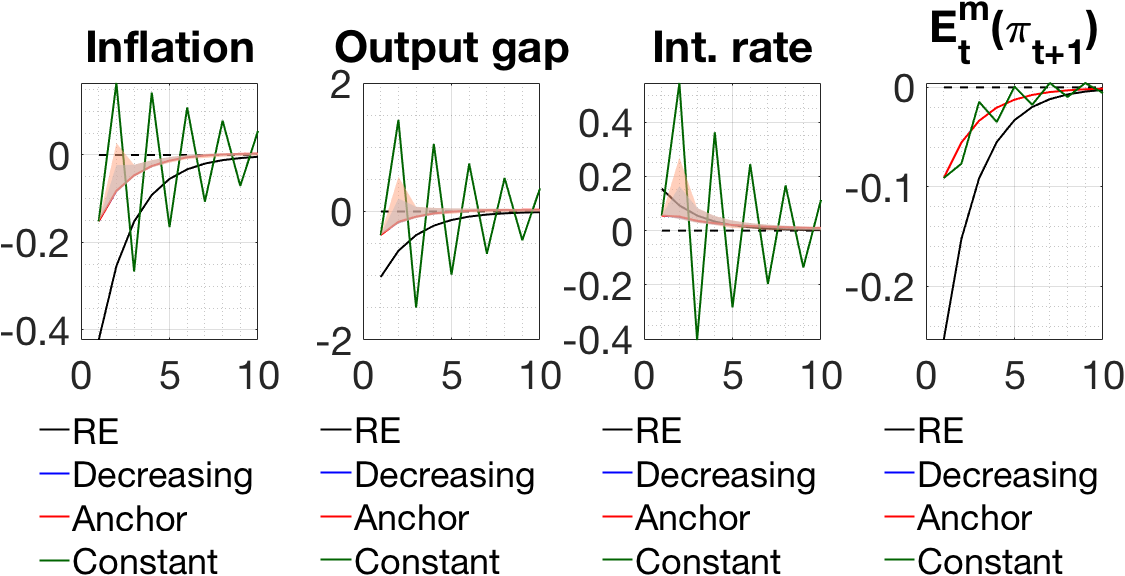 Inflation
0
-0.2
-0.4
0 5 10
RE
Decreasing
Anchor
Constant
Output gap
2
0
-2
0 5 10
RE
Decreasing
Anchor
Constant
Int. rate
0.4
0.2
0
-0.2
-0.4
0 5 10
RE
Decreasing
Anchor
Constant
E_t^m(π_{t+1})
0
-0.1
-0.2
0 5 10
RE
Decreasing
Anchor
Constant